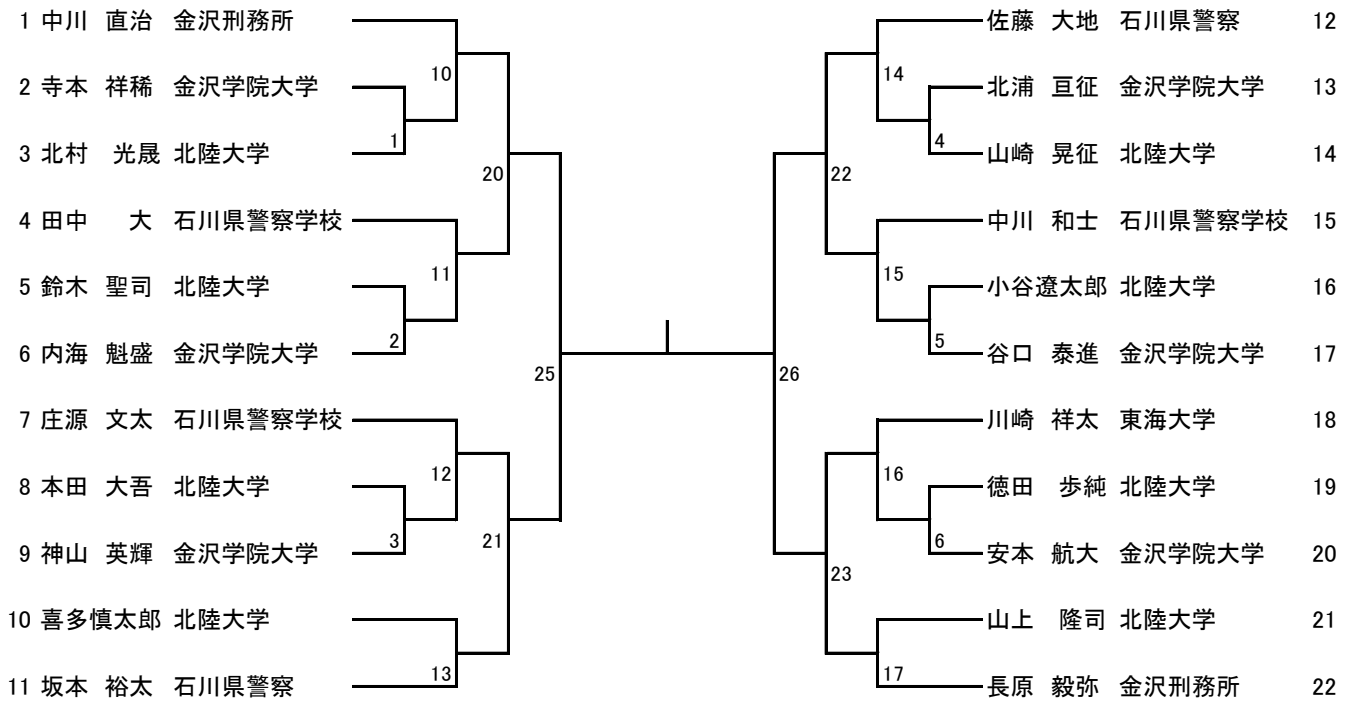 1 中川 直治 金沢刑務所
2 寺本 祥稀 金沢学院大学
3 北村 光晟 北陸大学
4 田中 大 石川県警察学校
5 鈴木 聖司 北陸大学
6 内海 魁盛 金沢学院大学
7 庄源 文太 石川県警察学校
8 本田 大吾 北陸大学
9 神山 英輝 金沢学院大学
10 喜多慎太郎 北陸大学
11 坂本 裕太 石川県警察
10
1
20
11
2
25
12
3
21
13
14
4
22
15
5
26
16
6
23
17
佐藤 大地 石川県警察 12
北浦 亘征 金沢学院大学 13
山崎 晃征 北陸大学 14
中川 和士 石川県警察学校 15
小谷遼太郎 北陸大学 16
谷口 泰進 金沢学院大学 17
川崎 祥太 東海大学 18
徳田 歩純 北陸大学 19
安本 航大 金沢学院大学 20
山上 隆司 北陸大学 21
長原 毅弥 金沢刑務所 22